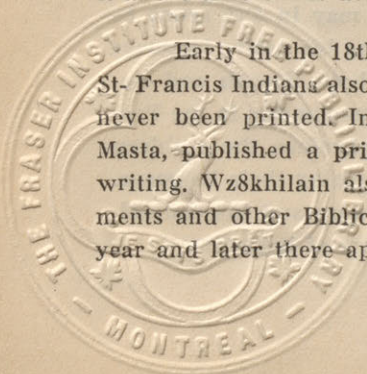 Early in the 18th
St- Francis Indians also
never been printed. In
Masta, published a pri
writing. Wz8khilain als
ments and other Biblic
year and later there ap
THE FRASER INSTITUTE FREE PUBLIC LIBRARY
— MONTREAL —